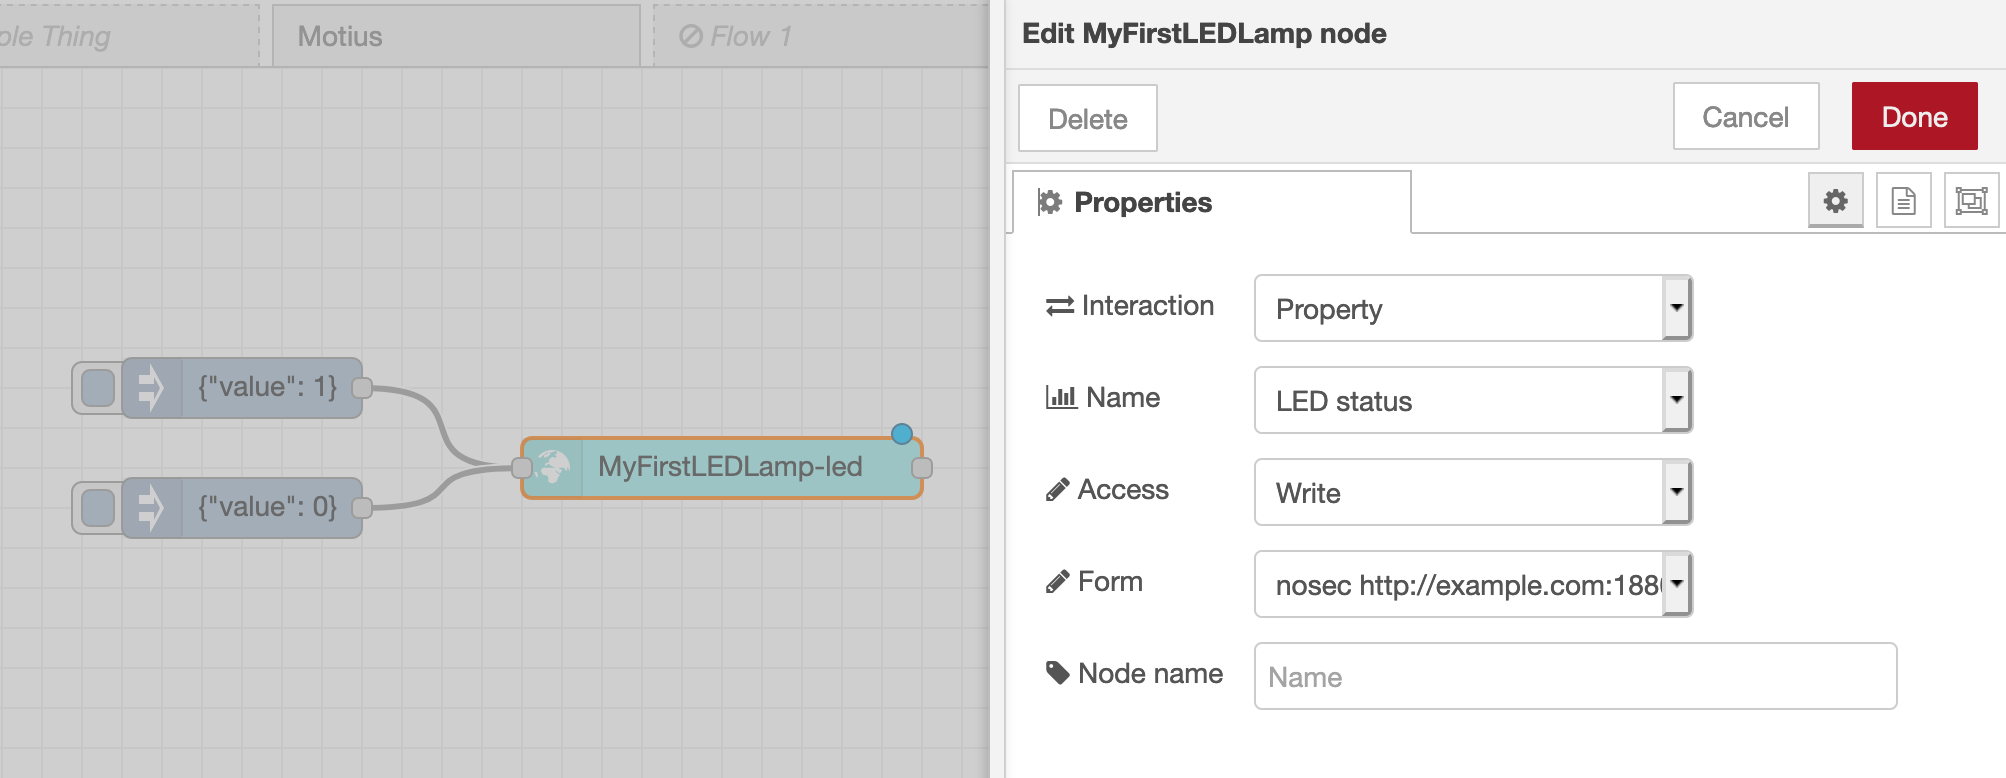 ple Thing
Motius
Flow 1
{"value": 1}
{"value": 0}
MyFirstLEDLamp-led
Edit MyFirstLEDLamp node
Delete
Cancel
Done
Properties
Interaction
Property
Name
LED status
Access
Write
Form
nosec http://example.com:188
Node name
Name